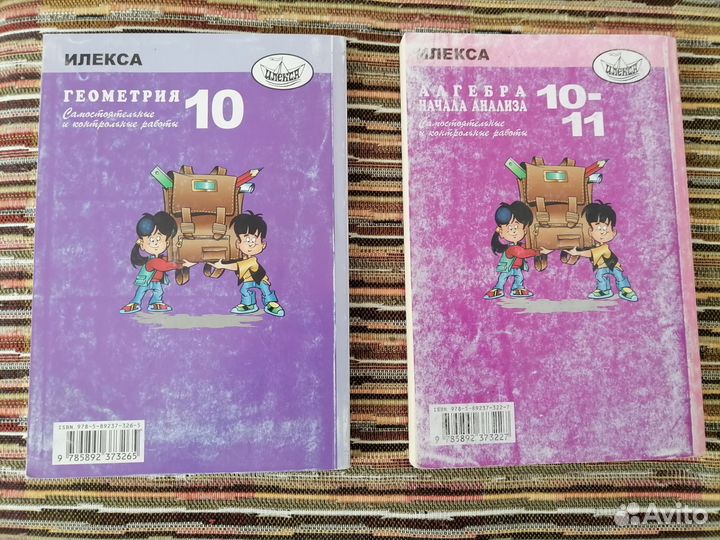 ИЛЕКСА
ИЛЕКСА
ГЕОМЕТРИЯ 10
Самостоятельные
и контрольные работы
ISBN 978-5-89237-326-5
9 785892 373265
ИЛЕКСА
ИЛЕКСА
АЛГЕБРА
НАЧАЛА АНАЛИЗА
10-
11
Самостоятельные
и контрольные работы
ISBN 978-5-89237-322-7
9 785892 373227
Avito